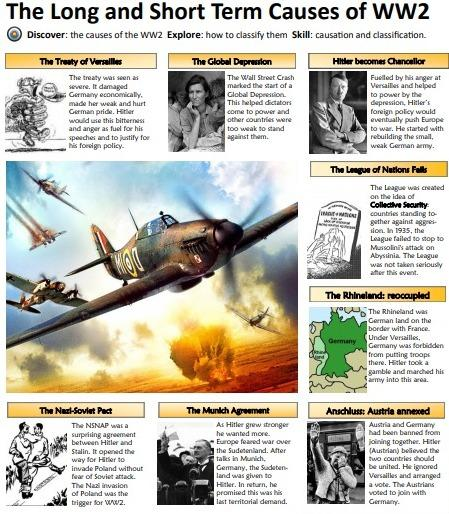 The Long and Short Term Causes of WW2
Discover: the causes of the WW2 Explore: how to classify them Skill: causation and classification.
The Treaty of Versailles
The treaty was seen as
severe. It damaged
Germany economically,
made her weak and hurt
German pride. Hitler
would use this bitterness
and anger as fuel for his
speeches and to justify for
his foreign policy.
The Global Depression
The Wall Street Crash
marked the start of a
Global Depression.
This helped dictators
come to power and
other countries were
too weak to stand
against them.
Hitler becomes Chancellor
Fuelled by his anger at
Versailles and helped
to power by the
depression, Hitler's
foreign policy would
eventually push Europe
to war. He started with
rebuilding the small,
weak German army.
The League of Nations Fails
The League was created
on the idea of
Collective Security:
countries standing to-
gether against aggres-
sion. In 1935, the
League failed to stop to
Mussolini's attack on
Abyssinia. The League
was not taken seriously
after this event.
LEAGUE of NATIONS
The Rhineland: reoccupied
The Rhineland was
German land on the
border with France.
Under Versailles,
Germany was forbidden
from putting troops
there. Hitler took a
gamble and marched his
army into this area.
Germany
The Nazi-Soviet Pact
The NSNAP was a
surprising agreement
between Hitler and
Stalin. It opened the
way for Hitler to
invade Poland without
fear of Soviet attack.
The Nazi invasion
of Poland was the
trigger for WW2.
The Munich Agreement
As Hitler grew stronger
he wanted more.
Europe feared war over
the Sudetenland. After
talks in Munich,
Germany, the Sudeten-
land was given to
Hitler. In return, he
promised this was his
last territorial demand.
Anschluss: Austria annexed
Austria and Germany
had been banned from
joining together. Hitler
(Austrian) believed the
two countries should
be united. He ignored
Versailles and arranged
a vote. The Austrians
voted to join with
Germany.